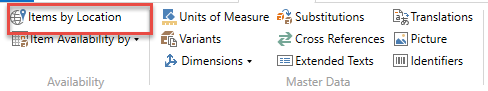 Items by Location
Item Availability by
Availability
Units of Measure
Variants
Dimensions
Substitutions
Cross References
Extended Texts
Translations
Picture
Identifiers
Master Data